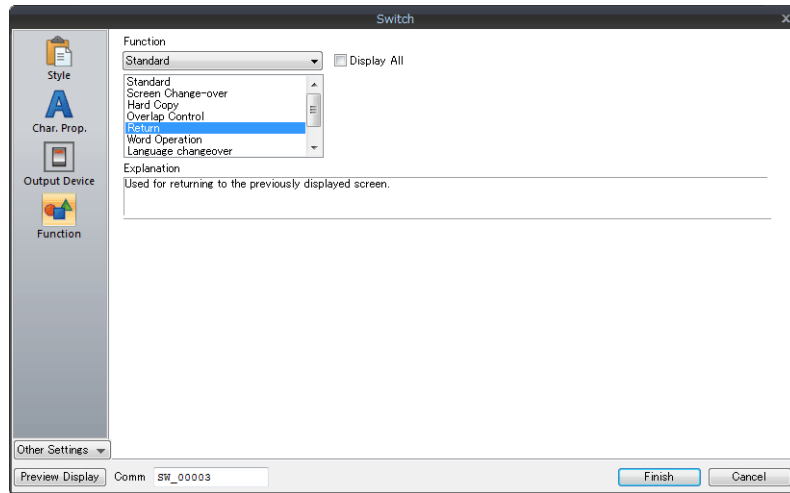 Switch
x
Style
Char. Prop.
Output Device
Function
Function
Standard
Display All
Standard
Screen Change-over
Hard Copy
Overlap Control
Return
Word Operation
Language changeover
Explanation
Used for returning to the previously displayed screen.
Other Settings
Preview Display
Comm
SW_00003
Finish
Cancel